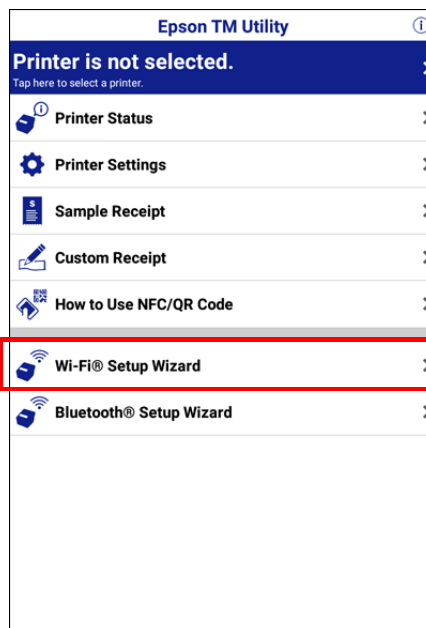 Epson TM Utility
Printer is not selected.
Tap here to select a printer.
Printer Status
Printer Settings
Sample Receipt
Custom Receipt
How to Use NFC/QR Code
Wi-Fi® Setup Wizard
Bluetooth® Setup Wizard